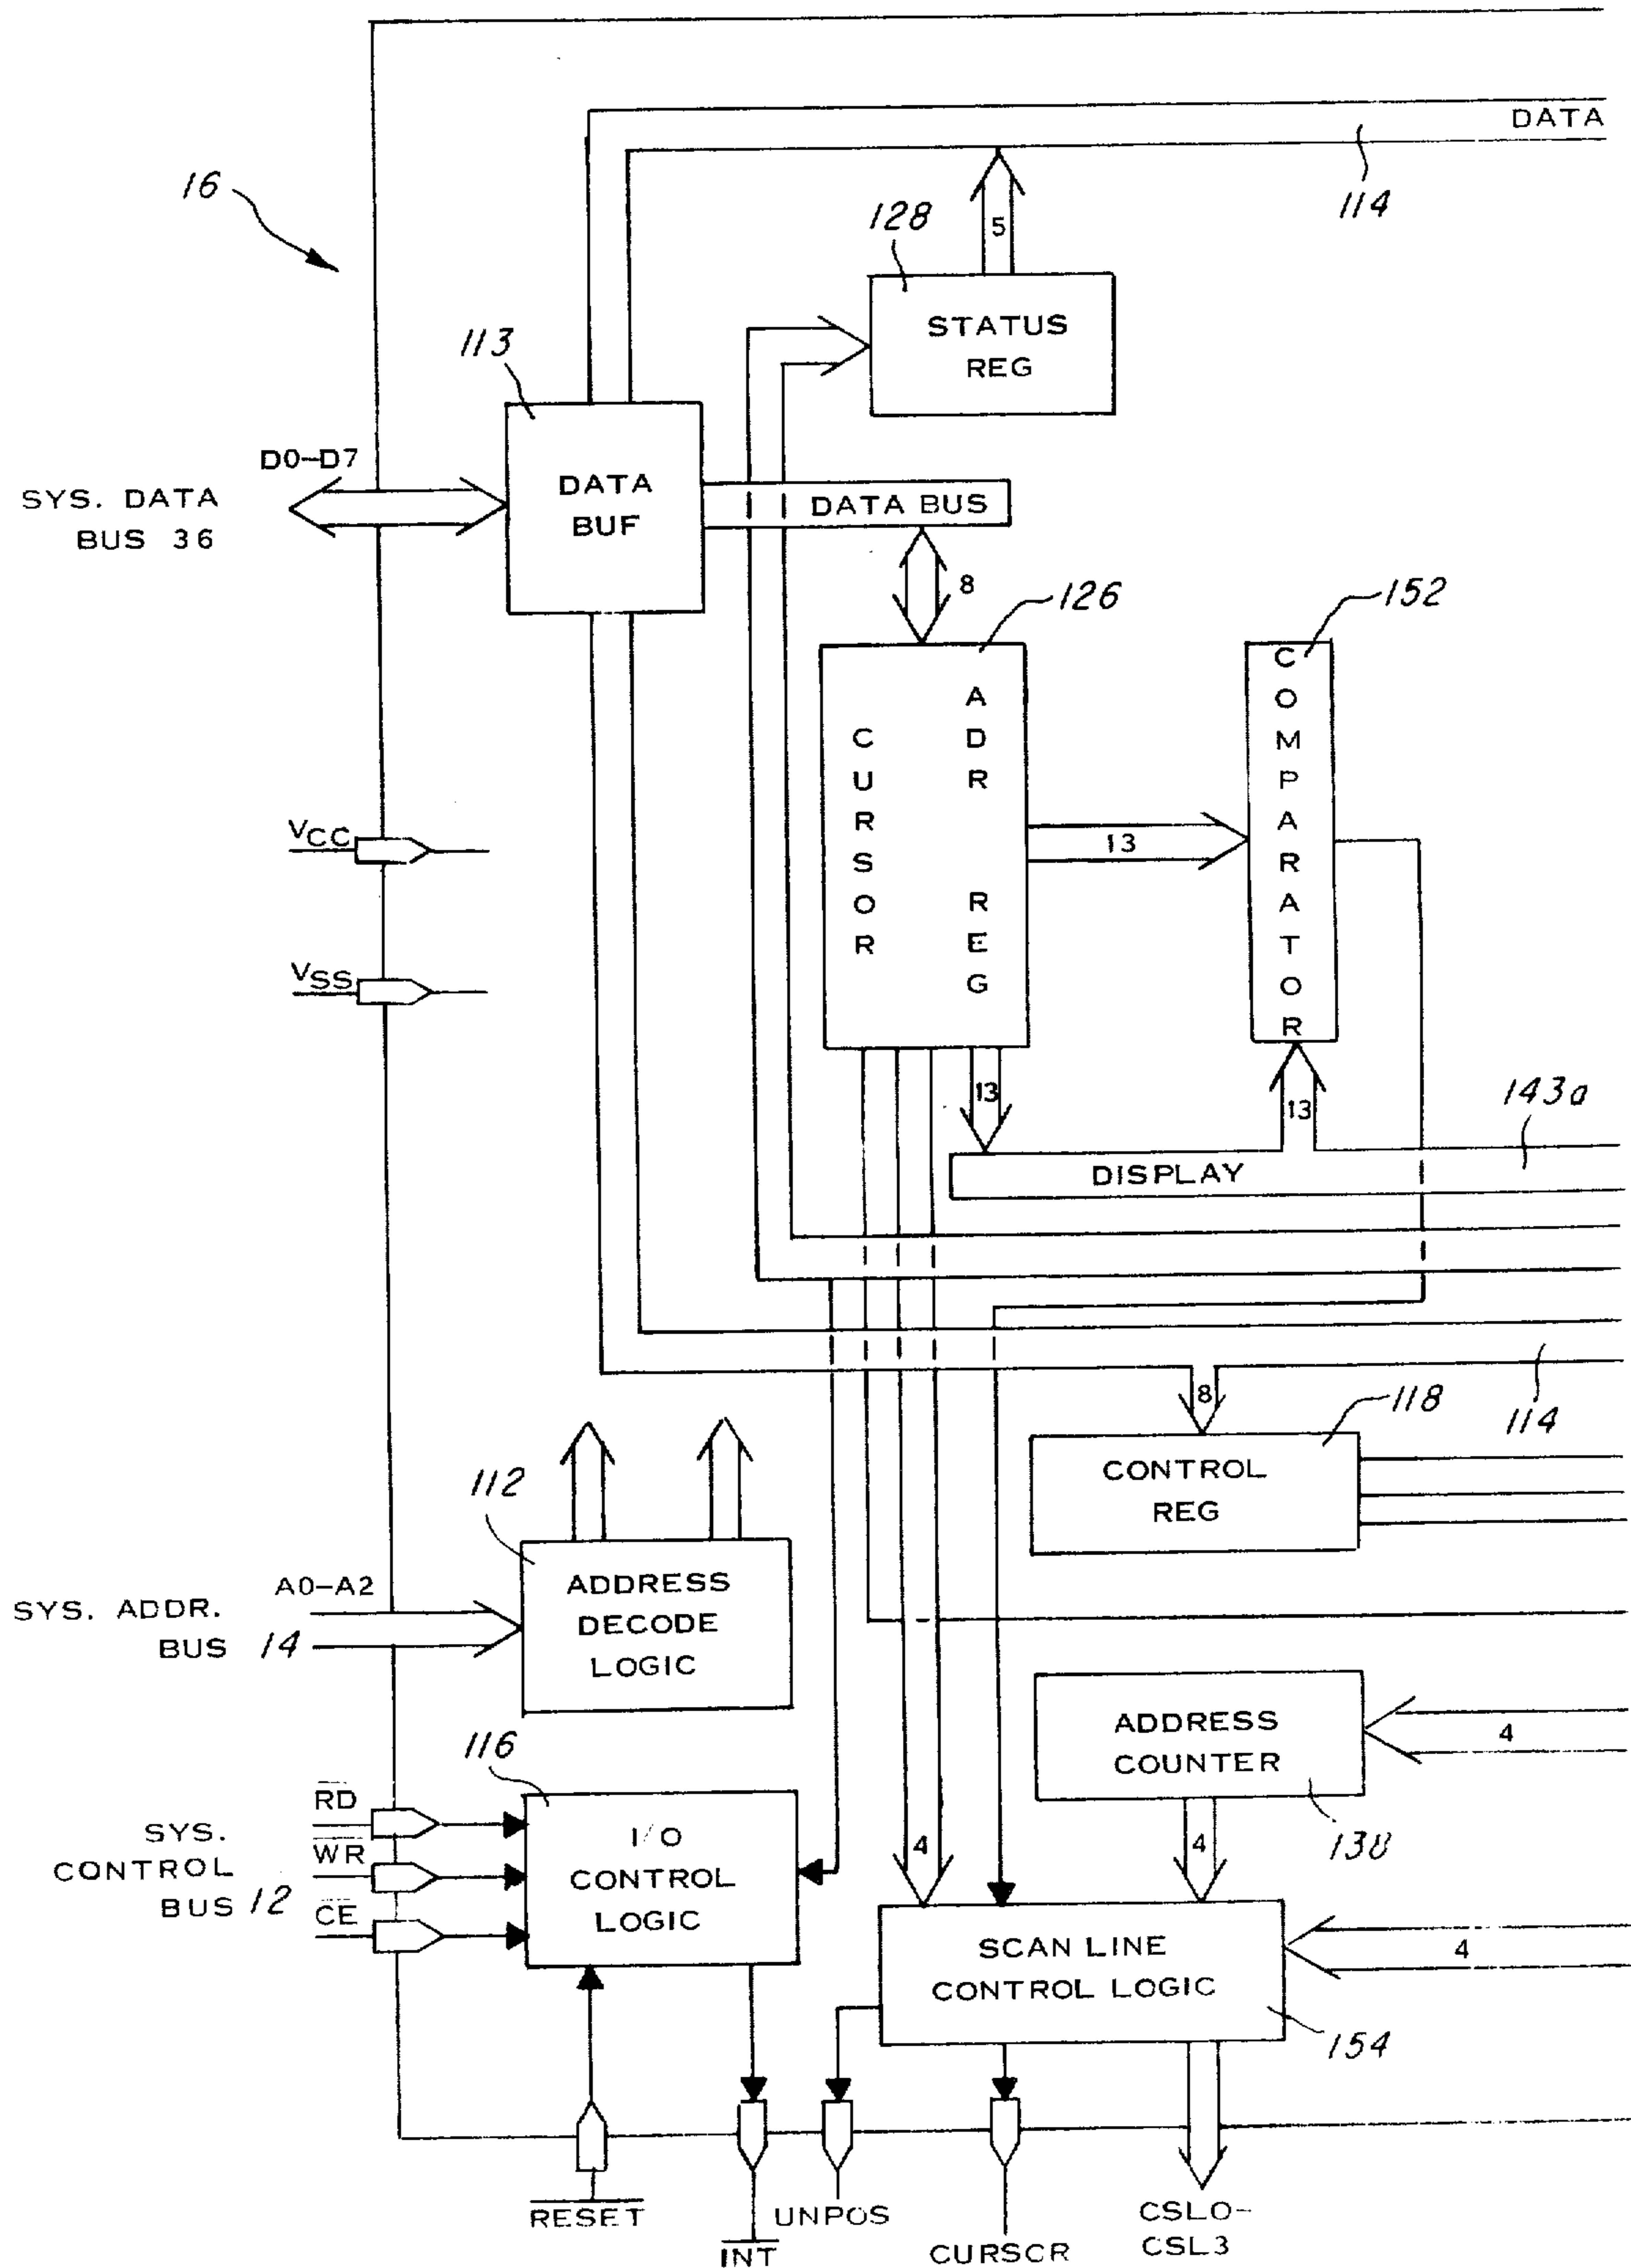 DATA
16
114
128
5
STATUS
REG
113
D0-D7
SYS. DATA
BUS 36
DATA
BUF
DATA BUS
8
126
152
CURSOR
ADR REG
COMPARATOR
13
VCC
VSS
13
13
143a
DISPLAY
8
118
114
CONTROL
REG
112
A0-A2
SYS. ADDR.
BUS 14
ADDRESS
DECODE
LOGIC
ADDRESS
COUNTER
4
138
116
RD
WR
CE
SYS.
CONTROL
BUS 12
I/O
CONTROL
LOGIC
4
4
SCAN LINE
CONTROL LOGIC
4
154
RESET
INT
UNPOS
CURSCR
CSL0-
CSL3